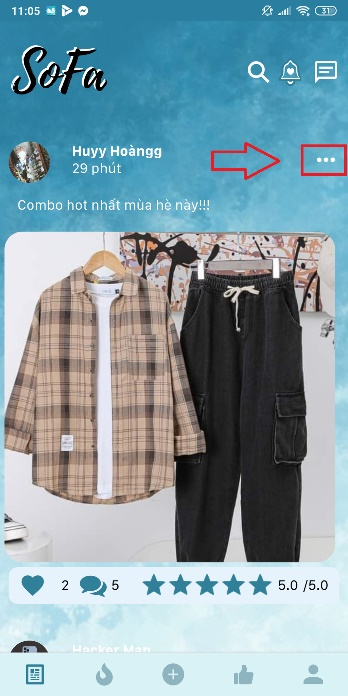 11:05
31
SoFa
Huyy Hoàngg
29 phút
Combo hot nhất mùa hè này!!!
2
5
5.0 /5.0
Hacker Man